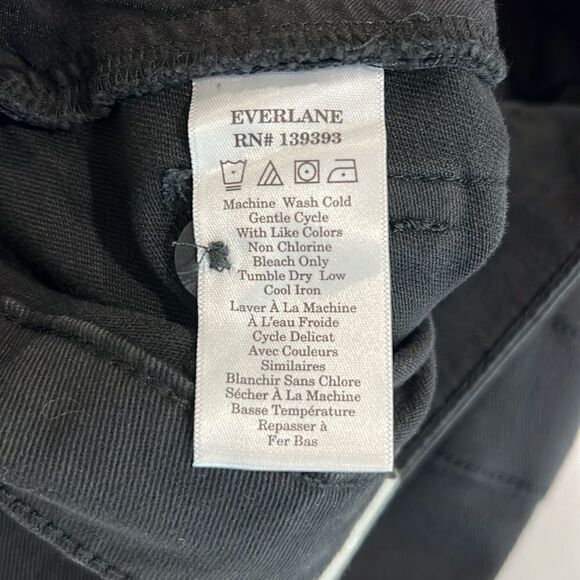 EVERLANE
RN# 139393
Machine Wash Cold
Gentle Cycle
With Like Colors
Non Chlorine
Bleach Only
Tumble Dry Low
Cool Iron
Laver À La Machine
À L'eau Froide
Cycle Delicat
Avec Couleurs
Similaires
Blanchir Sans Chlore
Sécher À La Machine
Basse Température
Repasser à
Fer Bas